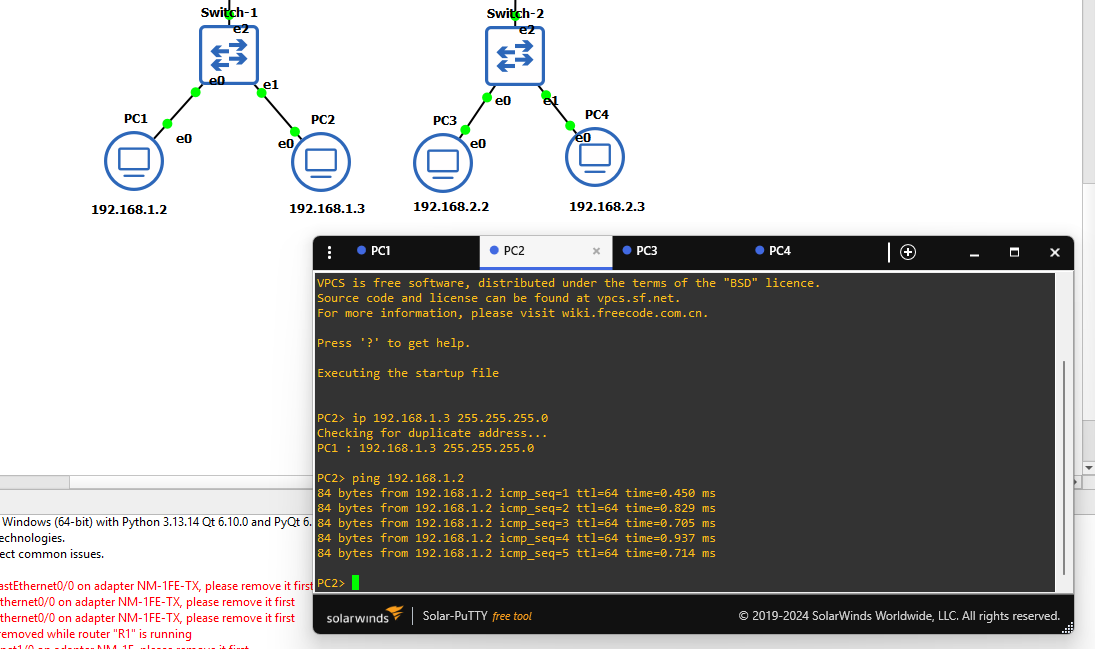 Switch-1
Switch-2
e2
e2
e0
e1
e0
e1
PC1
PC2
PC3
PC4
e0
e0
e0
e0
192.168.1.2
192.168.1.3
192.168.2.2
192.168.2.3
PC1
PC2
PC3
PC4
VPCS is free software, distributed under the terms of the "BSD" licence.
Source code and license can be found at vpcs.sf.net.
For more information, please visit wiki.freecode.com.cn.
Press '?' to get help.
Executing the startup file
PC2> ip 192.168.1.3 255.255.255.0
Checking for duplicate address...
PC1 : 192.168.1.3 255.255.255.0
PC2> ping 192.168.1.2
84 bytes from 192.168.1.2 icmp_seq=1 ttl=64 time=0.450 ms
84 bytes from 192.168.1.2 icmp_seq=2 ttl=64 time=0.829 ms
84 bytes from 192.168.1.2 icmp_seq=3 ttl=64 time=0.705 ms
84 bytes from 192.168.1.2 icmp_seq=4 ttl=64 time=0.937 ms
84 bytes from 192.168.1.2 icmp_seq=5 ttl=64 time=0.714 ms
PC2>
solarwinds
Solar-PuTTY free tool
© 2019-2024 SolarWinds Worldwide, LLC. All rights reserved.
Windows (64-bit) with Python 3.13.14 Qt 6.10.0 and PyQt 6.
echnologies.
ect common issues.
astEthernet0/0 on adapter NM-1FE-TX, please remove it first
thernet0/0 on adapter NM-1FE-TX, please remove it first
thernet0/0 on adapter NM-1FE-TX, please remove it first
removed while router "R1" is running